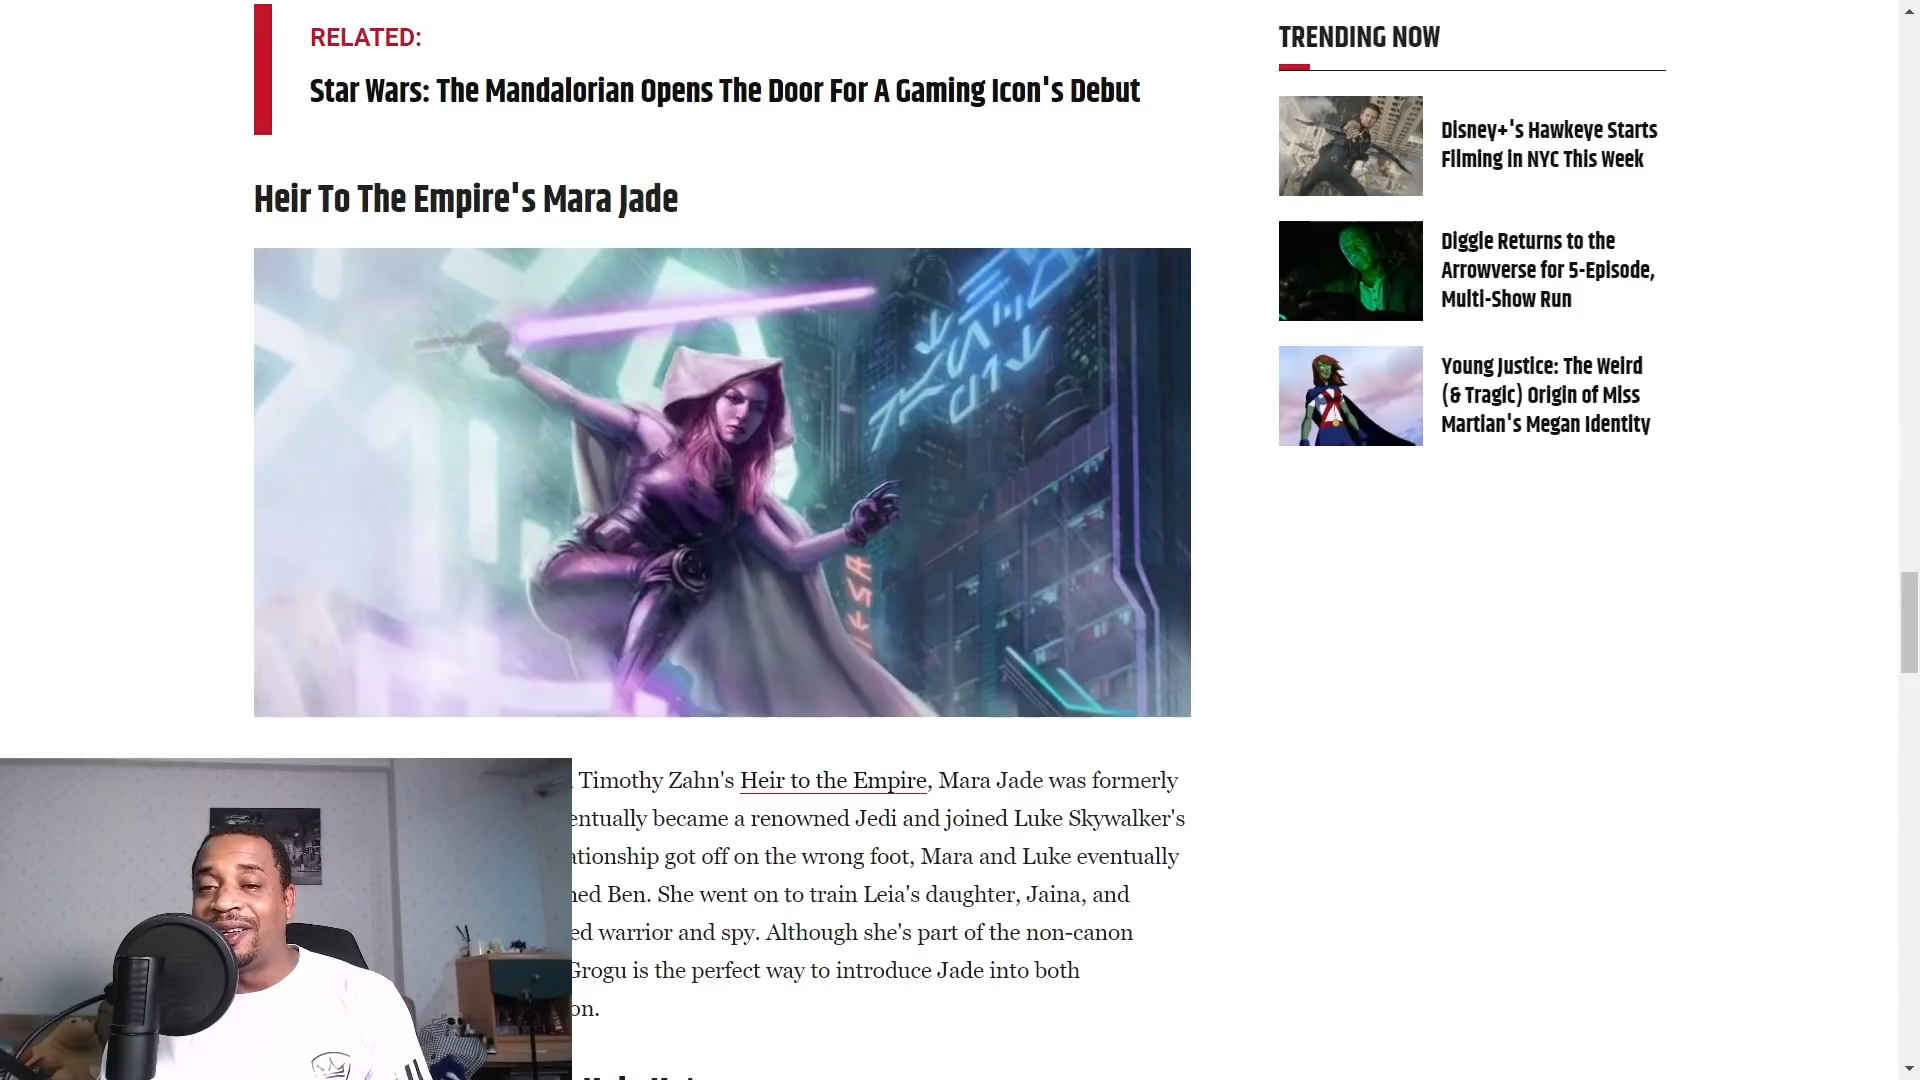 RELATED:
Star Wars: The Mandalorian Opens The Door For A Gaming Icon's Debut
Heir To The Empire's Mara Jade
Timothy Zahn's Heir to the Empire, Mara Jade was formerly
entually became a renowned Jedi and joined Luke Skywalker's
ationship got off on the wrong foot, Mara and Luke eventually
ned Ben. She went on to train Leia's daughter, Jaina, and
ed warrior and spy. Although she's part of the non-canon
Grogu is the perfect way to introduce Jade into both
on.
TRENDING NOW
Disney+'s Hawkeye Starts
Filming in NYC This Week
Diggle Returns to the
Arrowverse for 5-Episode,
Multi-Show Run
Young Justice: The Weird
(& Tragic) Origin of Miss
Martian's Megan Identity